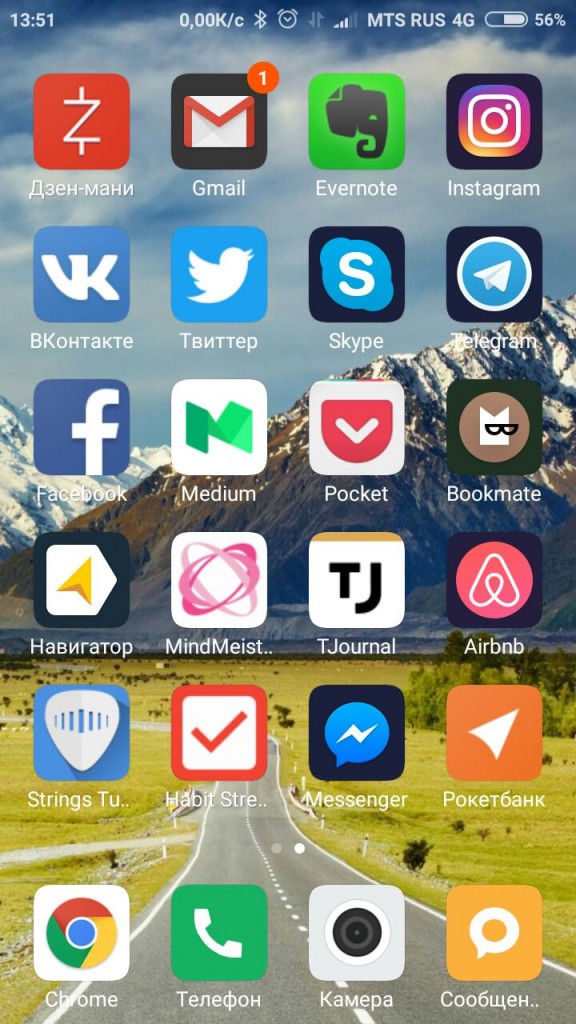 13:51 0,00K/c MTS RUS 4G 56%
1
Дзен-мани Gmail Evernote Instagram
ВКонтакте Твиттер Skype Telegram
Facebook Medium Pocket Bookmate
TJ
Навигатор MindMeist.. TJournal Airbnb
Strings Tu.. Habit Stre.. Messenger Рокетбанк
Chrome Телефон Камера Сообщен..